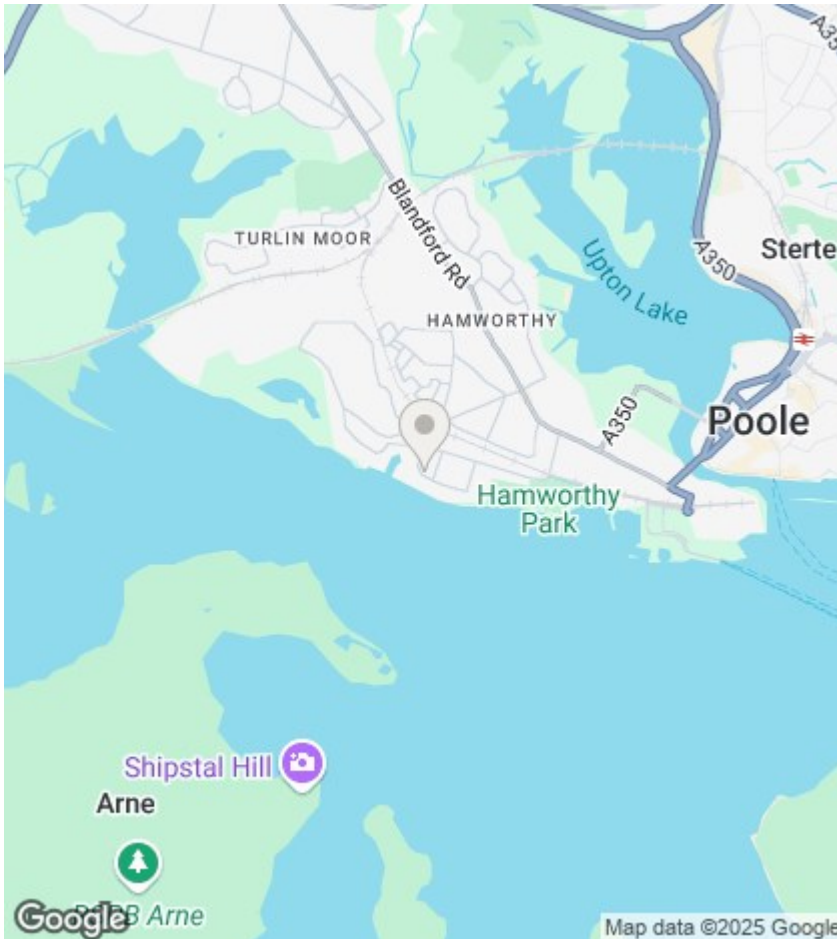 A350
A35
Blandford Rd
TURLIN MOOR
Upton Lake
A350
Sterte
HAMWORTHY
A350
Poole
Hamworthy
Park
Shipstal Hill
Arne
Arne
Google
Map data ©2025 Google